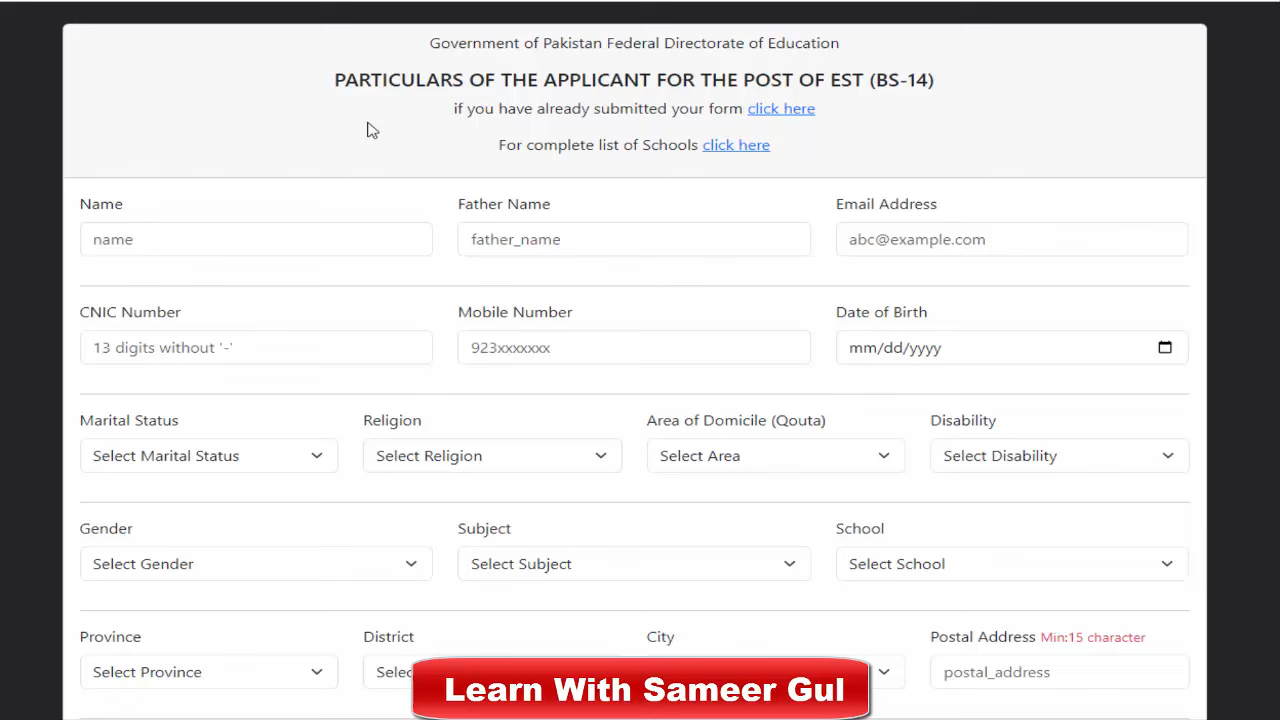 Government of Pakistan Federal Directorate of Education
PARTICULARS OF THE APPLICANT FOR THE POST OF EST (BS-14)
if you have already submitted your form click here
For complete list of Schools click here
Name Father Name Email Address
name father_name abc@example.com
CNIC Number Mobile Number Date of Birth
13 digits without '-' 923xxxxxxx mm/dd/yyyy
Marital Status Religion Area of Domicile (Qouta) Disability
Select Marital Status Select Religion Select Area Select Disability
Gender Subject School
Select Gender Select Subject Select School
Province District City Postal Address Min:15 character
Select Province postal_address
Learn With Sameer Gul